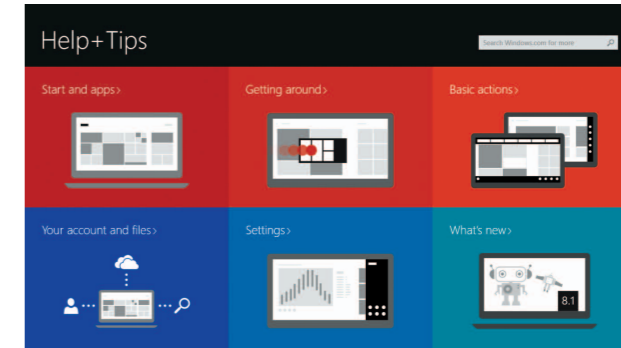 Help+Tips
Search Windows.com for more
Start and apps>
Getting around>
Basic actions>
Your account and files>
Settings>
What's new>
8.1